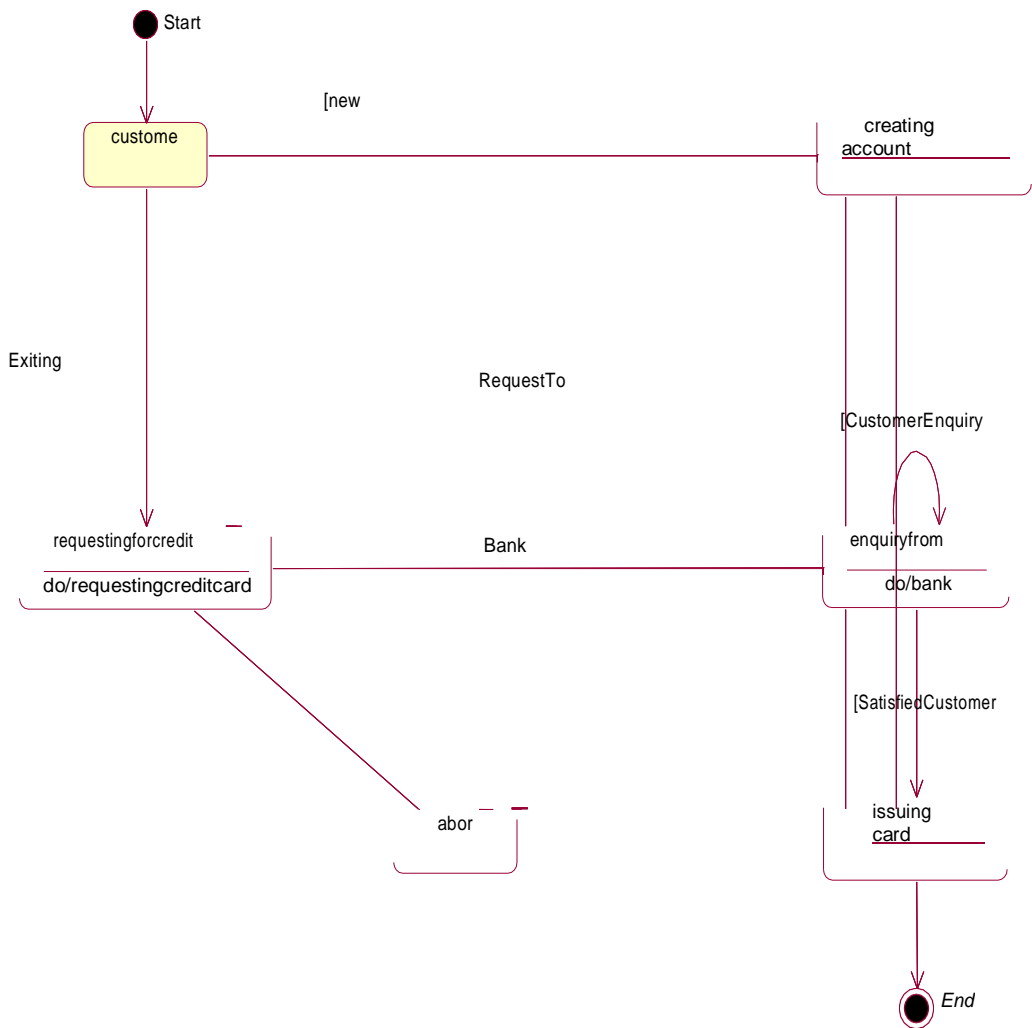 Start
[new
custome
creating
account
Exiting
RequestTo
[CustomerEnquiry
requestingforcredit
Bank
enquiryfrom
do/requestingcreditcard
do/bank
[SatisfiedCustomer
abor
issuing
card
End